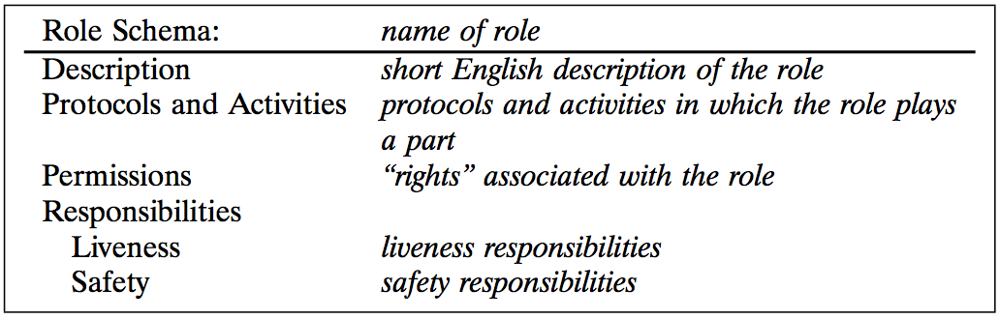 Role Schema: name of role
Description short English description of the role
Protocols and Activities protocols and activities in which the role plays
a part
Permissions “rights” associated with the role
Responsibilities
Liveness liveness responsibilities
Safety safety responsibilities